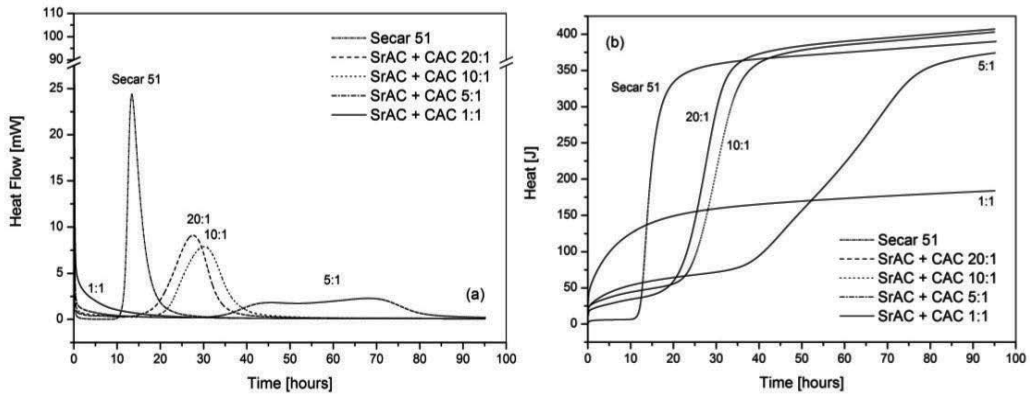 110
100
90
25
20
15
10
5
0
Heat Flow [mW]
Secar 51
SrAC + CAC 20:1
SrAC + CAC 10:1
SrAC + CAC 5:1
SrAC + CAC 1:1
Secar 51
20:1
10:1
5:1
1:1
(a)
0 10 20 30 40 50 60 70 80 90 100
Time [hours]
400
350
300
250
200
150
100
50
0
Heat [J]
(b)
Secar 51
20:1
10:1
5:1
1:1
Secar 51
SrAC + CAC 20:1
SrAC + CAC 10:1
SrAC + CAC 5:1
SrAC + CAC 1:1
0 10 20 30 40 50 60 70 80 90 100
Time [hours]